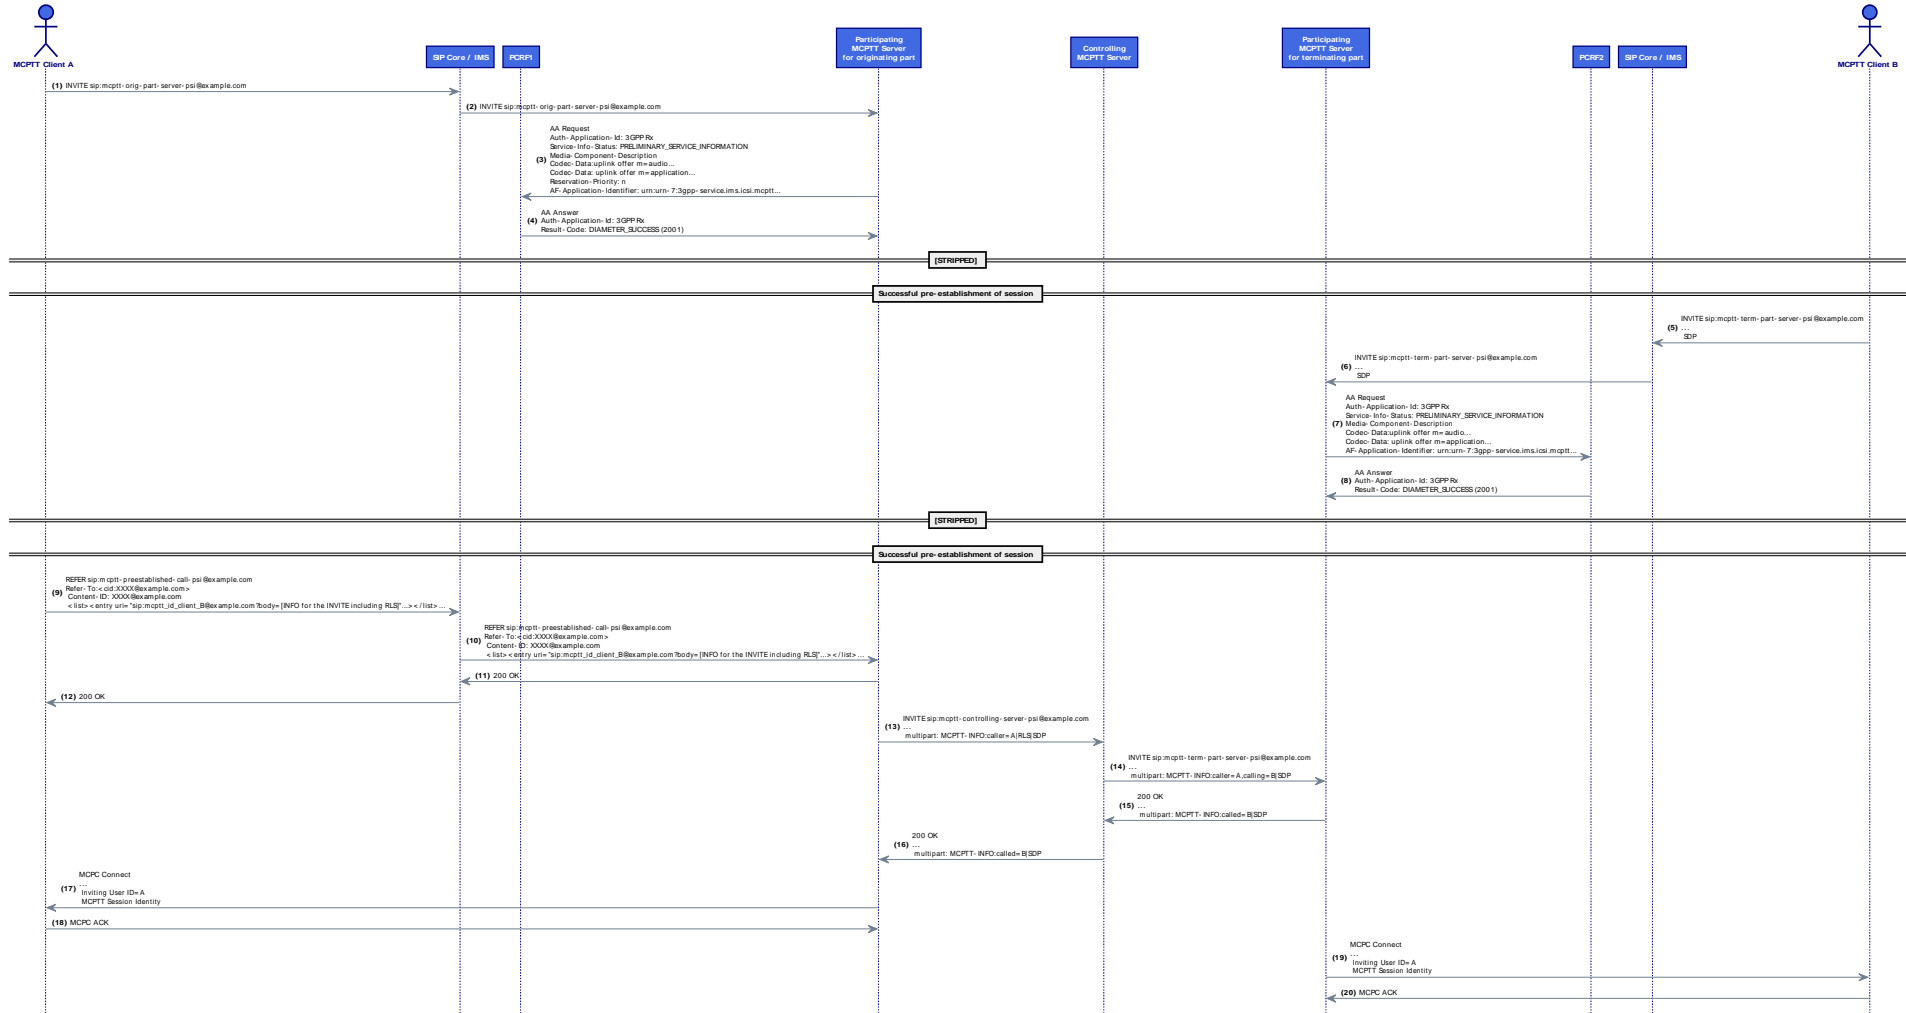 MCPTT Client A
SIP Core / IMS
PCRF1
Participating
MCPTT Server
for originating part
Controlling
MCPTT Server
Participating
MCPTT Server
for terminating part
PCRF2
SIP Core / IMS
MCPTT Client B
(1) INVITE sip:mcptt-orig-part-server-psi@example.com
(2) INVITE sip:mcptt-orig-part-server-psi@example.com
AA Request
Auth-Application-Id: 3GPP Rx
Service-Info-Status: PRELIMINARY_SERVICE_INFORMATION
(3) Media-Component-Description
Codec-Data:uplink offer m=audio...
Codec-Data: uplink offer m=application...
Reservation-Priority: n
AF-Application-Identifier: urn:urn-7:3gpp-service.ims.icsi.mcptt...
AA Answer
(4) Auth-Application-Id: 3GPP Rx
Result-Code: DIAMETER_SUCCESS (2001)
[STRIPPED]
Successful pre-establishment of session
INVITE sip:mcptt-term-part-server-psi@example.com
(5) ...
SDP
INVITE sip:mcptt-term-part-server-psi@example.com
(6) ...
SDP
AA Request
Auth-Application-Id: 3GPP Rx
Service-Info-Status: PRELIMINARY_SERVICE_INFORMATION
(7) Media-Component-Description
Codec-Data:uplink offer m=audio...
Codec-Data: uplink offer m=application...
AF-Application-Identifier: urn:urn-7:3gpp-service.ims.icsi.mcptt...
AA Answer
(8) Auth-Application-Id: 3GPP Rx
Result-Code: DIAMETER_SUCCESS (2001)
[STRIPPED]
Successful pre-establishment of session
REFER sip:mcptt-preestablished-call-psi@example.com
(9) Refer-To:<cid:XXXX@example.com>
Content-ID: XXXX@example.com
<list><entry uri="sip:mcptt_id_client_B@example.com?body=[INFO for the INVITE including RLS]"...></list>...
REFER sip:mcptt-preestablished-call-psi@example.com
(10) Refer-To:<cid:XXXX@example.com>
Content-ID: XXXX@example.com
<list><entry uri="sip:mcptt_id_client_B@example.com?body=[INFO for the INVITE including RLS]"...></list>...
(11) 200 OK
(12) 200 OK
INVITE sip:mcptt-controlling-server-psi@example.com
(13) ...
multipart: MCPTT-INFO:caller=A|RLS|SDP
INVITE sip:mcptt-term-part-server-psi@example.com
(14) ...
multipart: MCPTT-INFO:caller=A,calling=B|SDP
200 OK
(15) ...
multipart: MCPTT-INFO:called=B|SDP
200 OK
(16) ...
multipart: MCPTT-INFO:called=B|SDP
MCPC Connect
(17) ...
Inviting User ID=A
MCPTT Session Identity
(18) MCPC ACK
MCPC Connect
(19) ...
Inviting User ID=A
MCPTT Session Identity
(20) MCPC ACK